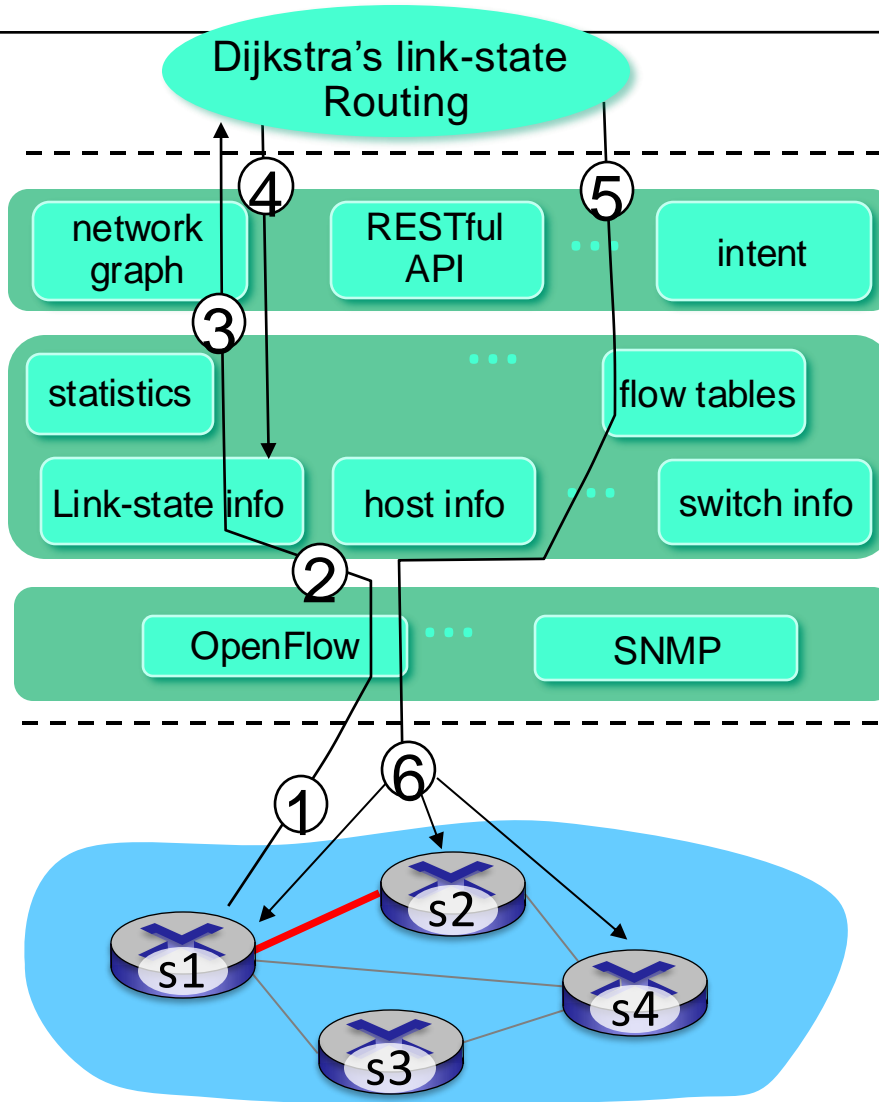 Dijkstra’s link-state
Routing
4
5
network
graph
RESTful
API
...
intent
3
statistics
...
flow tables
Link-state info
host info
...
switch info
2
OpenFlow
...
SNMP
1
6
s2
s1
s4
s3